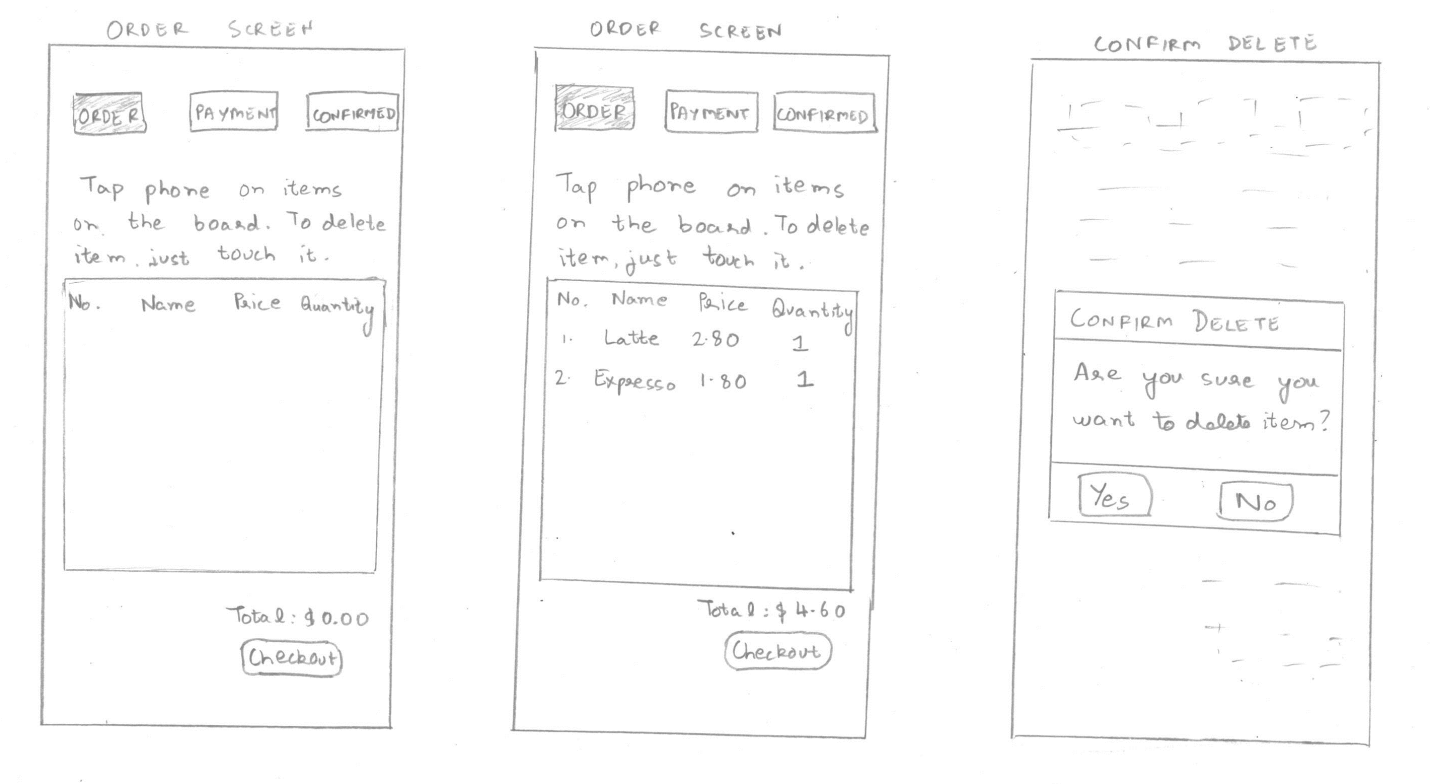 ORDER SCREEN
ORDER PAYMENT CONFIRMED
Tap phone on items
on the board. To delete
item, just touch it.
No. Name Price Quantity
Total: $0.00
Checkout
ORDER SCREEN
ORDER PAYMENT CONFIRMED
Tap phone on items
on the board. To delete
item, just touch it.
No. Name Price Quantity
1. Latte 2.80 1
2. Expresso 1.80 1
Total: $4.60
Checkout
CONFIRM DELETE
CONFIRM DELETE
Are you sure you
want to delete item?
Yes No